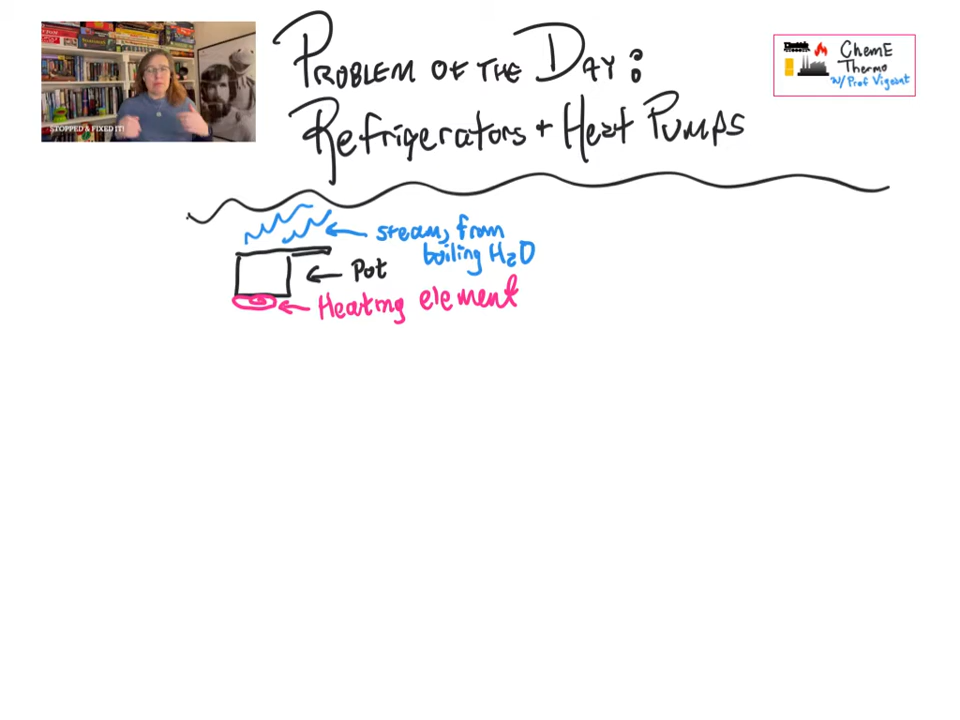 PROBLEM OF THE DAY:
Refrigerators + Heat Pumps
STOPPED & FIXED IT!
ChemE
Thermo
w/ Prof Vigeant
steam, from
boiling H2O
Pot
Heating element